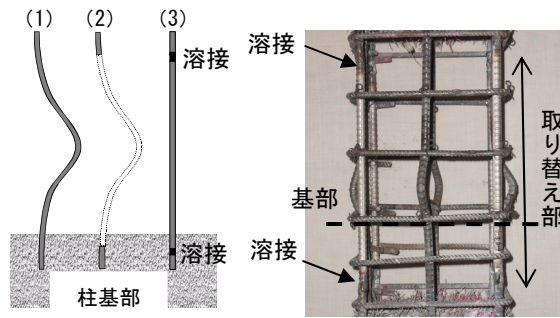 (1) (2) (3)
溶接
溶接
柱基部
溶接
基部
溶接
取り替え部